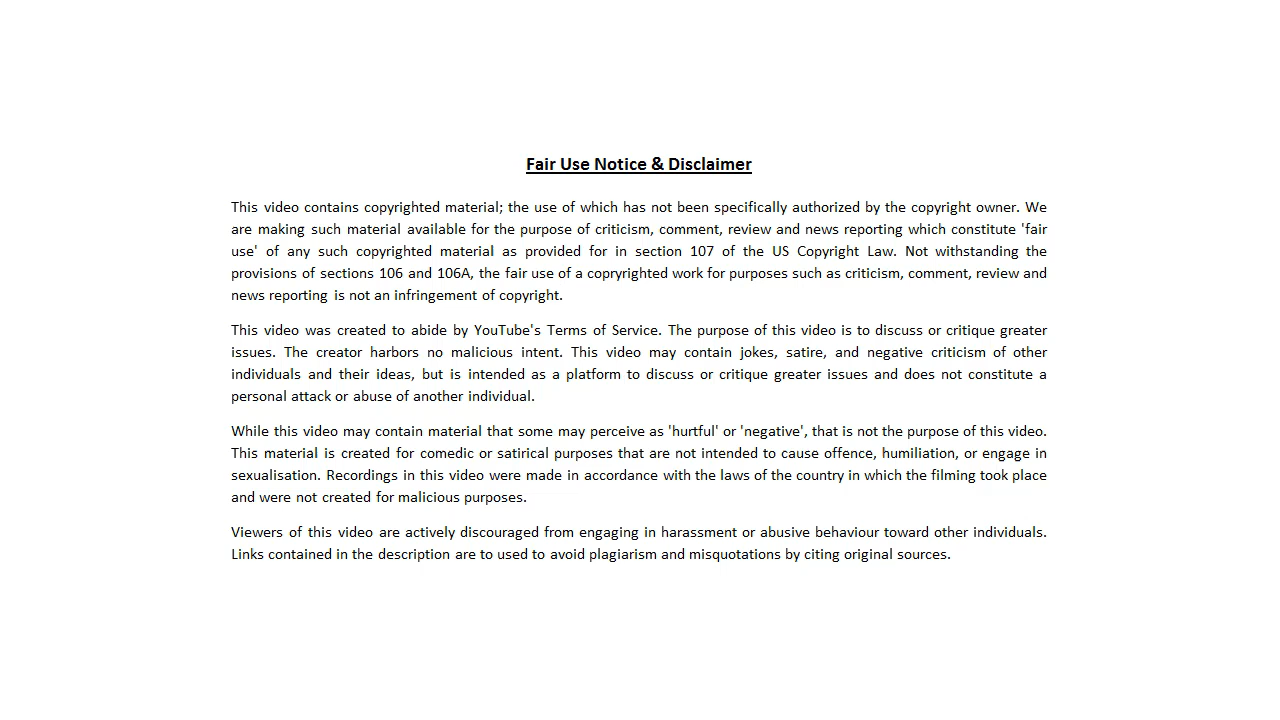 Fair Use Notice & Disclaimer
This video contains copyrighted material; the use of which has not been specifically authorized by the copyright owner. We
are making such material available for the purpose of criticism, comment, review and news reporting which constitute 'fair
use' of any such copyrighted material as provided for in section 107 of the US Copyright Law. Not withstanding the
provisions of sections 106 and 106A, the fair use of a copryrighted work for purposes such as criticism, comment, review and
news reporting is not an infringement of copyright.
This video was created to abide by YouTube's Terms of Service. The purpose of this video is to discuss or critique greater
issues. The creator harbors no malicious intent. This video may contain jokes, satire, and negative criticism of other
individuals and their ideas, but is intended as a platform to discuss or critique greater issues and does not constitute a
personal attack or abuse of another individual.
While this video may contain material that some may perceive as 'hurtful' or 'negative', that is not the purpose of this video.
This material is created for comedic or satirical purposes that are not intended to cause offence, humiliation, or engage in
sexualisation. Recordings in this video were made in accordance with the laws of the country in which the filming took place
and were not created for malicious purposes.
Viewers of this video are actively discouraged from engaging in harassment or abusive behaviour toward other individuals.
Links contained in the description are to used to avoid plagiarism and misquotations by citing original sources.